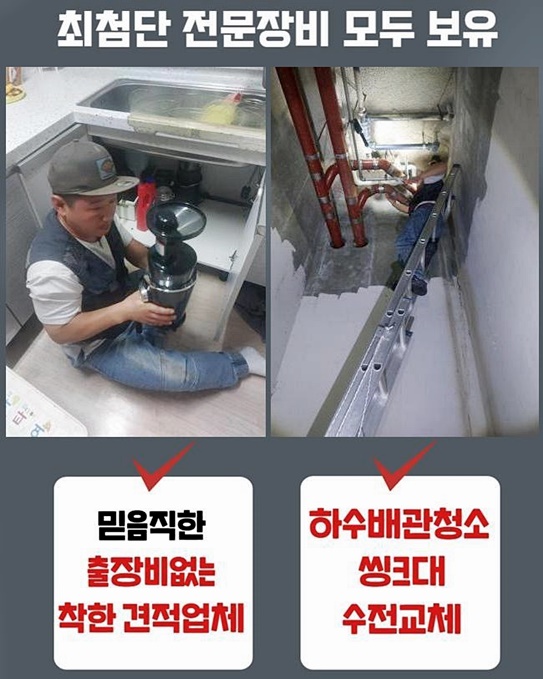 최첨단 전문장비 모두 보유
믿음직한
출장비없는
착한 견적업체
하수배관청소
씽크대
수전교체